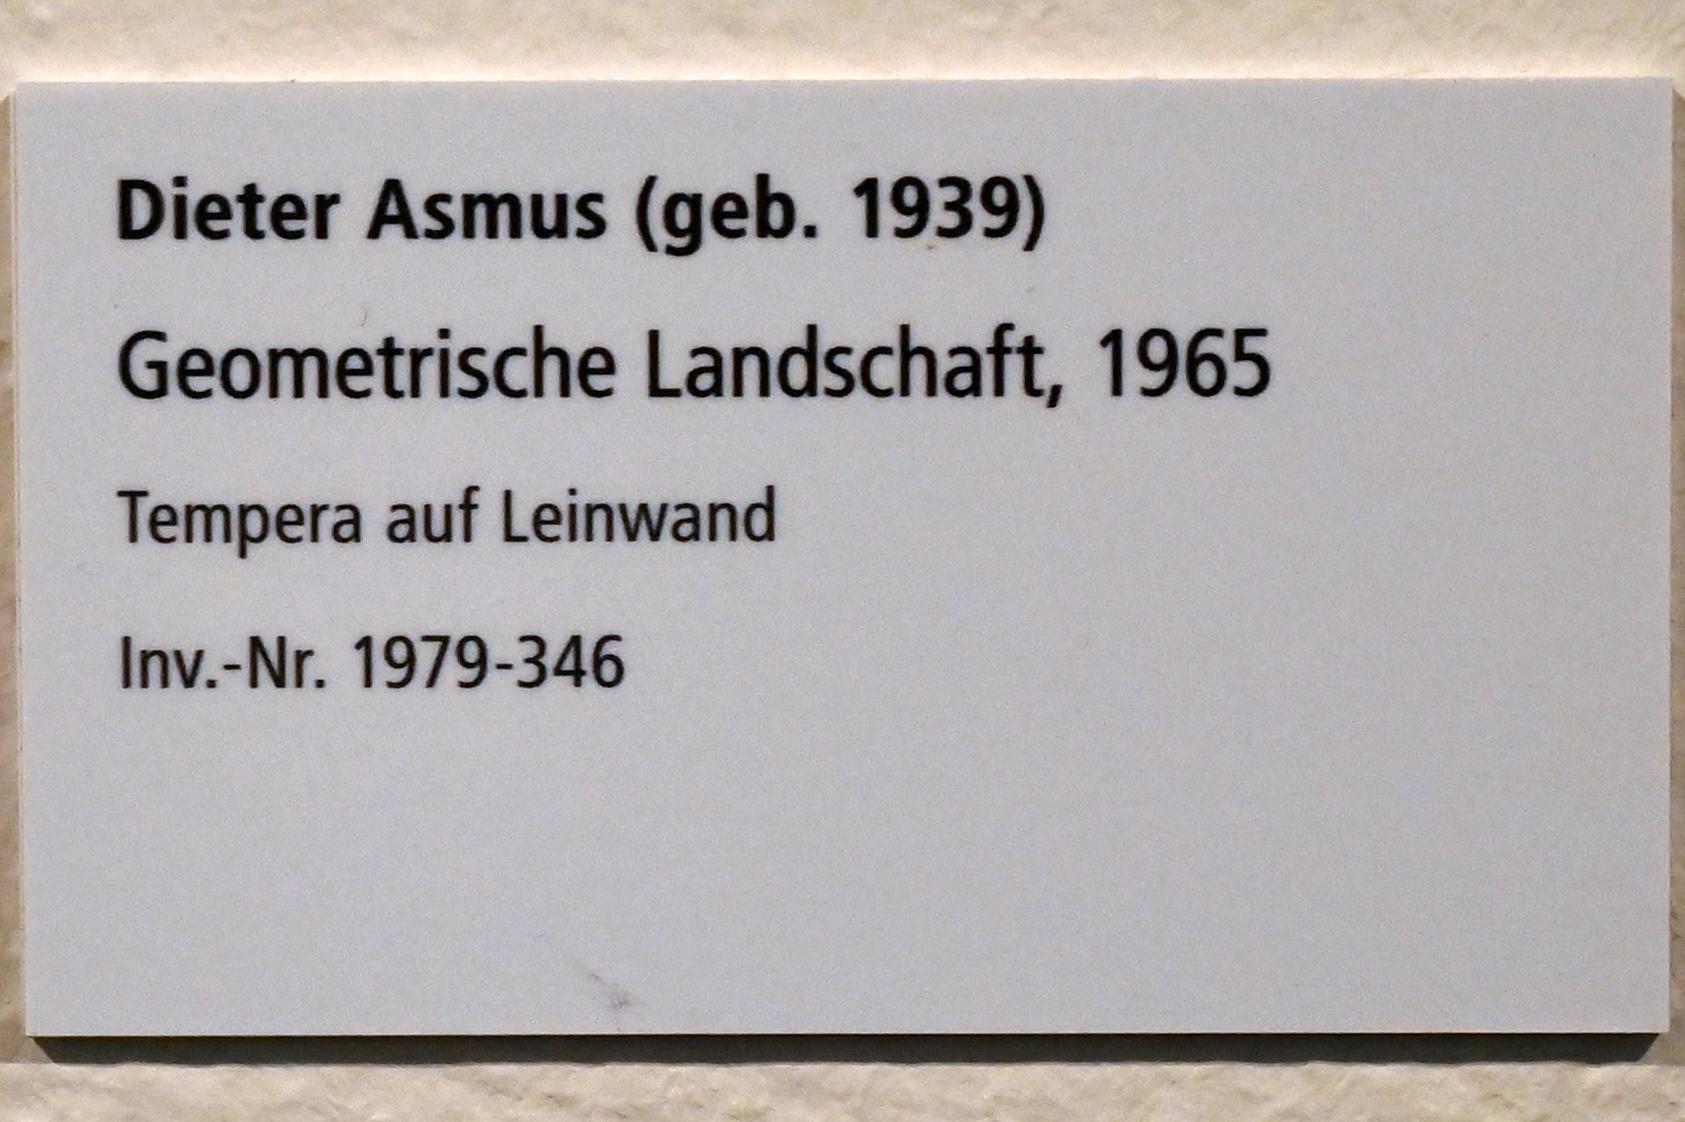 Dieter Asmus (geb. 1939)
Geometrische Landschaft, 1965
Tempera auf Leinwand
Inv.-Nr. 1979-346